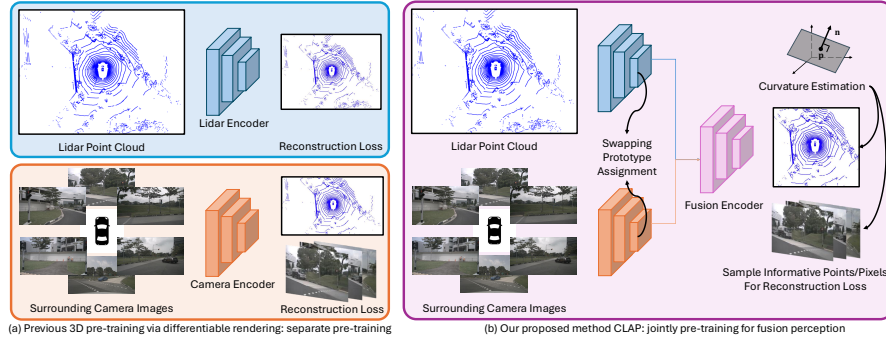 Lidar Encoder
Lidar Point Cloud
Reconstruction Loss
Camera Encoder
Surrounding Camera Images
Reconstruction Loss
(a) Previous 3D pre-training via differentiable rendering: separate pre-training
n
p
Curvature Estimation
Lidar Point Cloud
Swapping
Prototype
Assignment
Fusion Encoder
Sample Informative Points/Pixels
For Reconstruction Loss
Surrounding Camera Images
(b) Our proposed method CLAP: jointly pre-training for fusion perception